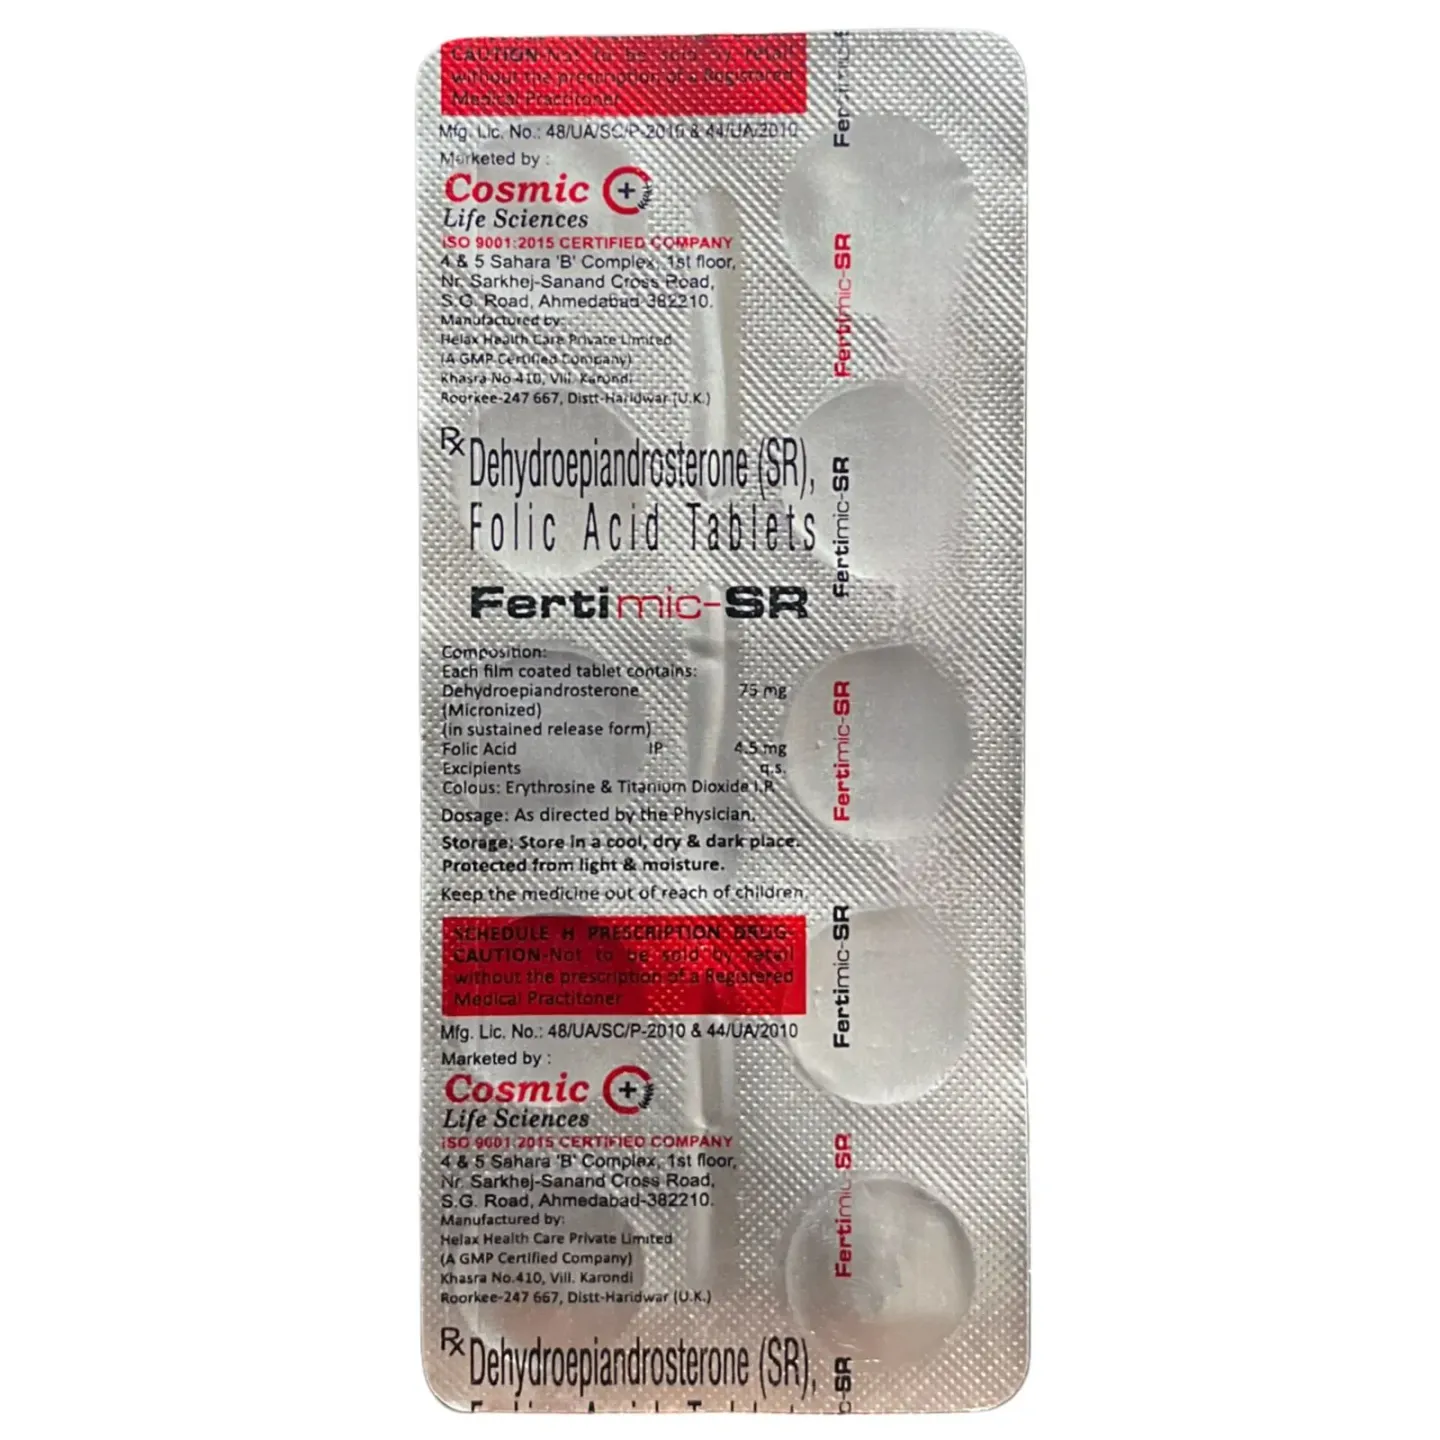 CAUTION-Not to be sold by retail
without the prescription of a Registered
Medical Practitoner
Mfg. Lic. No.: 48/UA/SC/P-2010 & 44/UA/2010
Marketed by :
Cosmic
Life Sciences
ISO 9001:2015 CERTIFIED COMPANY
4 & 5 Sahara 'B' Complex, 1st floor,
Nr. Sarkhej-Sanand Cross Road,
S.G. Road, Ahmedabad-382210.
Manufactured by:
Helax Health Care Private Limited
(A GMP Certified Company)
Khasra No.410, Vill. Karondi
Roorkee-247 667, Distt-Haridwar (U.K.)
Rx Dehydroepiandrosterone (SR),
Folic Acid Tablets
Fertimic-SR
Composition:
Each film coated tablet contains:
Dehydroepiandrosterone 75 mg
(Micronized)
(in sustained release form)
Folic Acid IP 4.5 mg
Excipients q.s.
Colous: Erythrosine & Titanium Dioxide I.P.
Dosage: As directed by the Physician.
Storage: Store in a cool, dry & dark place.
Protected from light & moisture.
Keep the medicine out of reach of children.
SCHEDULE H PRESCRIPTION DRUG-
CAUTION-Not to be sold by retail
without the prescription of a Registered
Medical Practitoner
Mfg. Lic. No.: 48/UA/SC/P-2010 & 44/UA/2010
Marketed by :
Cosmic
Life Sciences
ISO 9001:2015 CERTIFIED COMPANY
4 & 5 Sahara 'B' Complex, 1st floor,
Nr. Sarkhej-Sanand Cross Road,
S.G. Road, Ahmedabad-382210.
Manufactured by:
Helax Health Care Private Limited
(A GMP Certified Company)
Khasra No.410, Vill. Karondi
Roorkee-247 667, Distt-Haridwar (U.K.)
Rx Dehydroepiandrosterone (SR),
Fertimic-SR
Fertimic-SR
Fertimic-SR
Fertimic-SR
Fertimic-SR
Fertimic-SR
c-SR